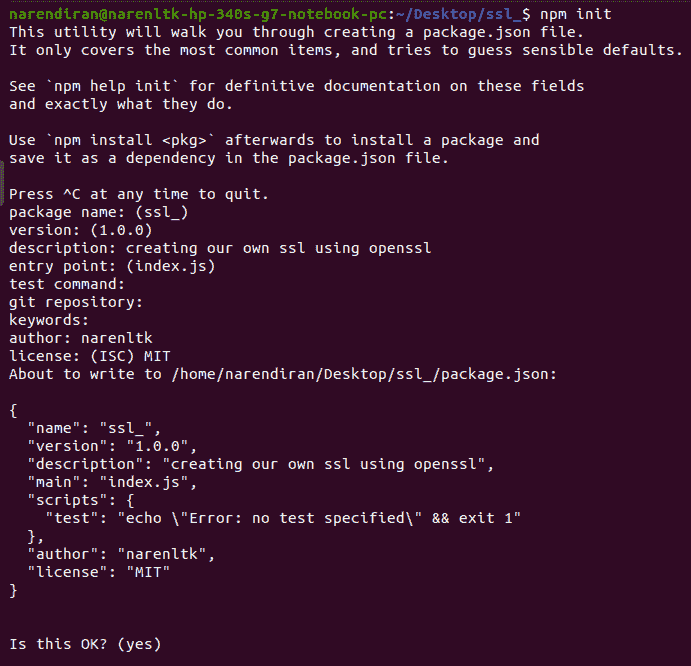 narendiran@narenltk-hp-340s-g7-notebook-pc:~/Desktop/ssl_$ npm init
This utility will walk you through creating a package.json file.
It only covers the most common items, and tries to guess sensible defaults.
See `npm help init` for definitive documentation on these fields
and exactly what they do.
Use `npm install <pkg>` afterwards to install a package and
save it as a dependency in the package.json file.
Press ^C at any time to quit.
package name: (ssl_)
version: (1.0.0)
description: creating our own ssl using openssl
entry point: (index.js)
test command:
git repository:
keywords:
author: narenltk
license: (ISC) MIT
About to write to /home/narendiran/Desktop/ssl_/package.json:
{
  "name": "ssl_",
  "version": "1.0.0",
  "description": "creating our own ssl using openssl",
  "main": "index.js",
  "scripts": {
    "test": "echo \"Error: no test specified\" && exit 1"
  },
  "author": "narenltk",
  "license": "MIT"
}
Is this OK? (yes)